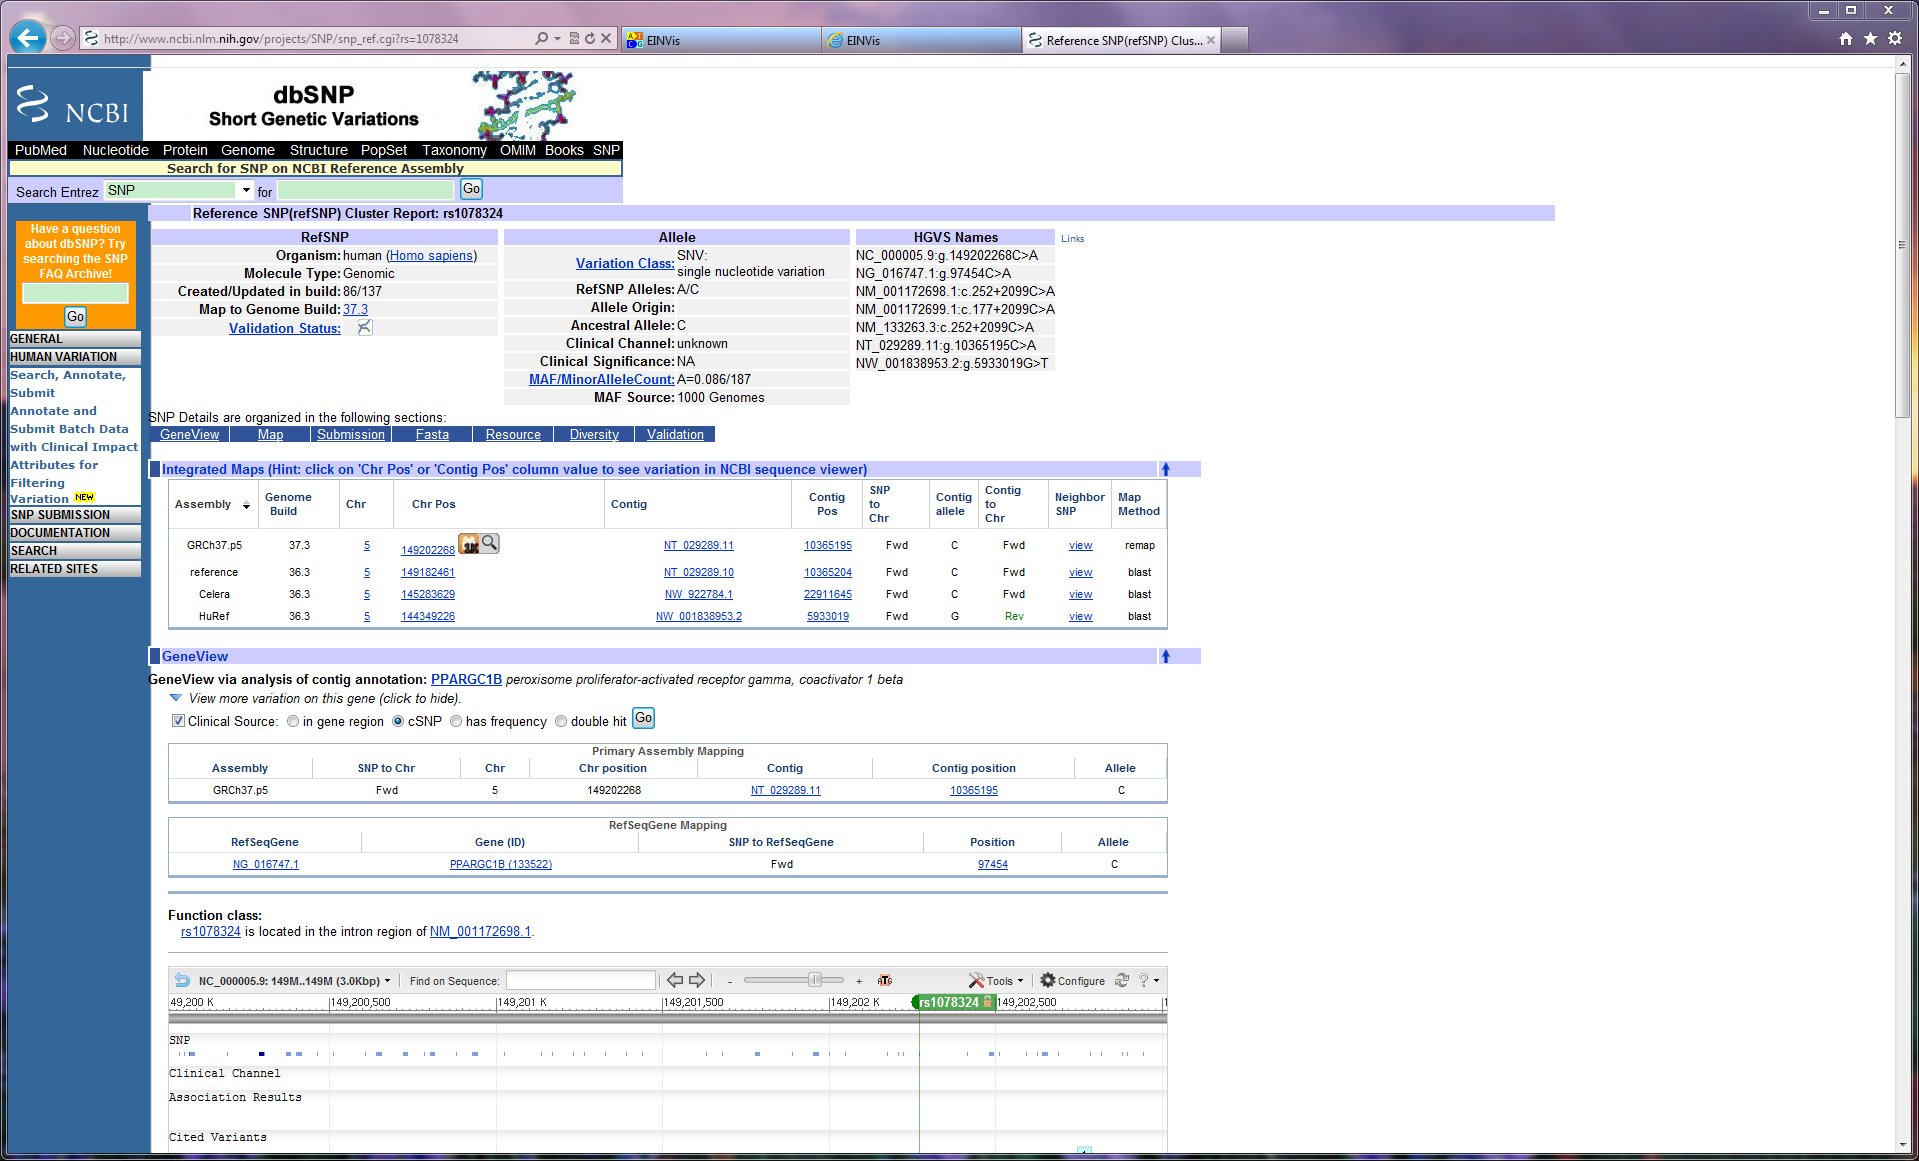 http://www.ncbi.nlm.nih.gov/projects/SNP/snp_ref.cgi?rs=1078324
EINVis
EINVis
Reference SNP(refSNP) Clus...
NCBI
dbSNP
Short Genetic Variations
PubMed Nucleotide Protein Genome Structure PopSet Taxonomy OMIM Books SNP
Search for SNP on NCBI Reference Assembly
Search Entrez SNP for Go
Have a question
about dbSNP? Try
searching the SNP
FAQ Archive!
Go
GENERAL
HUMAN VARIATION
Search, Annotate,
Submit
Annotate and
Submit Batch Data
with Clinical Impact
Attributes for
Filtering
Variation NEW
SNP SUBMISSION
DOCUMENTATION
SEARCH
RELATED SITES
Reference SNP(refSNP) Cluster Report: rs1078324
RefSNP
Organism: human (Homo sapiens)
Molecule Type: Genomic
Created/Updated in build: 86/137
Map to Genome Build: 37.3
Validation Status:
Allele
Variation Class: SNV:
single nucleotide variation
RefSNP Alleles: A/C
Allele Origin:
Ancestral Allele: C
Clinical Channel: unknown
Clinical Significance: NA
MAF/MinorAlleleCount: A=0.086/187
MAF Source: 1000 Genomes
HGVS Names
NC_000005.9:g.149202268C>A
NG_016747.1:g.97454C>A
NM_001172698.1:c.252+2099C>A
NM_001172699.1:c.177+2099C>A
NM_133263.3:c.252+2099C>A
NT_029289.11:g.10365195C>A
NW_001838953.2:g.5933019G>T
Links
SNP Details are organized in the following sections:
GeneView Map Submission Fasta Resource Diversity Validation
Integrated Maps (Hint: click on 'Chr Pos' or 'Contig Pos' column value to see variation in NCBI sequence viewer)
Assembly Genome Build Chr Chr Pos Contig Contig Pos SNP to Chr Contig allele Contig to Chr Neighbor SNP Map Method
GRCh37.p5 37.3 5 149202268 NT_029289.11 10365195 Fwd C Fwd view remap
reference 36.3 5 149182461 NT_029289.10 10365204 Fwd C Fwd view blast
Celera 36.3 5 145283629 NW_922784.1 22911645 Fwd C Fwd view blast
HuRef 36.3 5 144349226 NW_001838953.2 5933019 Fwd G Rev view blast
GeneView
GeneView via analysis of contig annotation: PPARGC1B peroxisome proliferator-activated receptor gamma, coactivator 1 beta
View more variation on this gene (click to hide).
Clinical Source: in gene region cSNP has frequency double hit Go
Primary Assembly Mapping
Assembly SNP to Chr Chr Chr position Contig Contig position Allele
GRCh37.p5 Fwd 5 149202268 NT_029289.11 10365195 C
RefSeqGene Mapping
RefSeqGene Gene (ID) SNP to RefSeqGene Position Allele
NG_016747.1 PPARGC1B (133522) Fwd 97454 C
Function class:
rs1078324 is located in the intron region of NM_001172698.1.
NC_000005.9: 149M..149M (3.0Kbp) Find on Sequence: - + ATG Tools Configure ?
49,200 K 149,200,500 149,201 K 149,201,500 149,202 K rs1078324 149,202,500
SNP
Clinical Channel
Association Results
Cited Variants